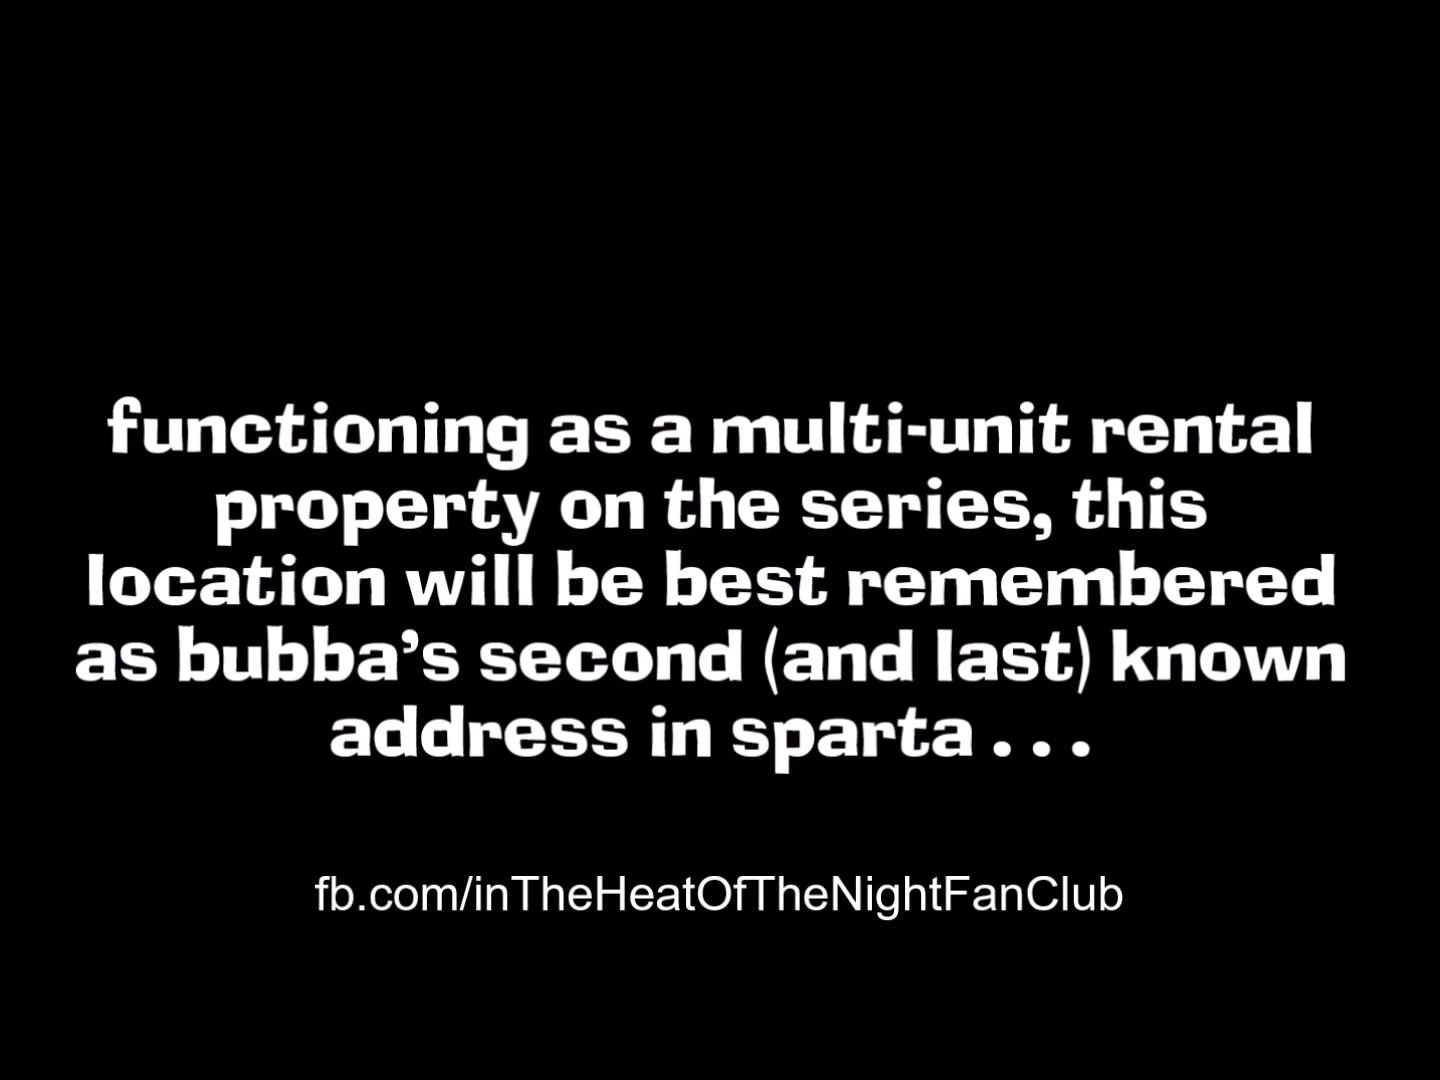 functioning as a multi-unit rental
property on the series, this
location will be best remembered
as bubba's second (and last) known
address in sparta . . .
fb.com/inTheHeatOfTheNightFanClub